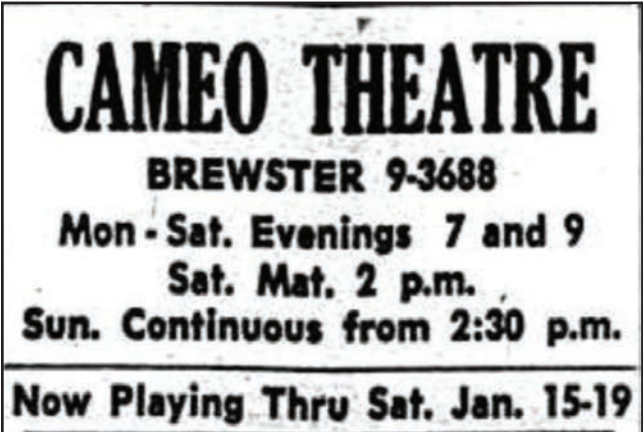 CAMEO THEATRE
BREWSTER 9-3688
Mon - Sat. Evenings 7 and 9
Sat. Mat. 2 p.m.
Sun. Continuous from 2:30 p.m.
Now Playing Thru Sat. Jan. 15-19